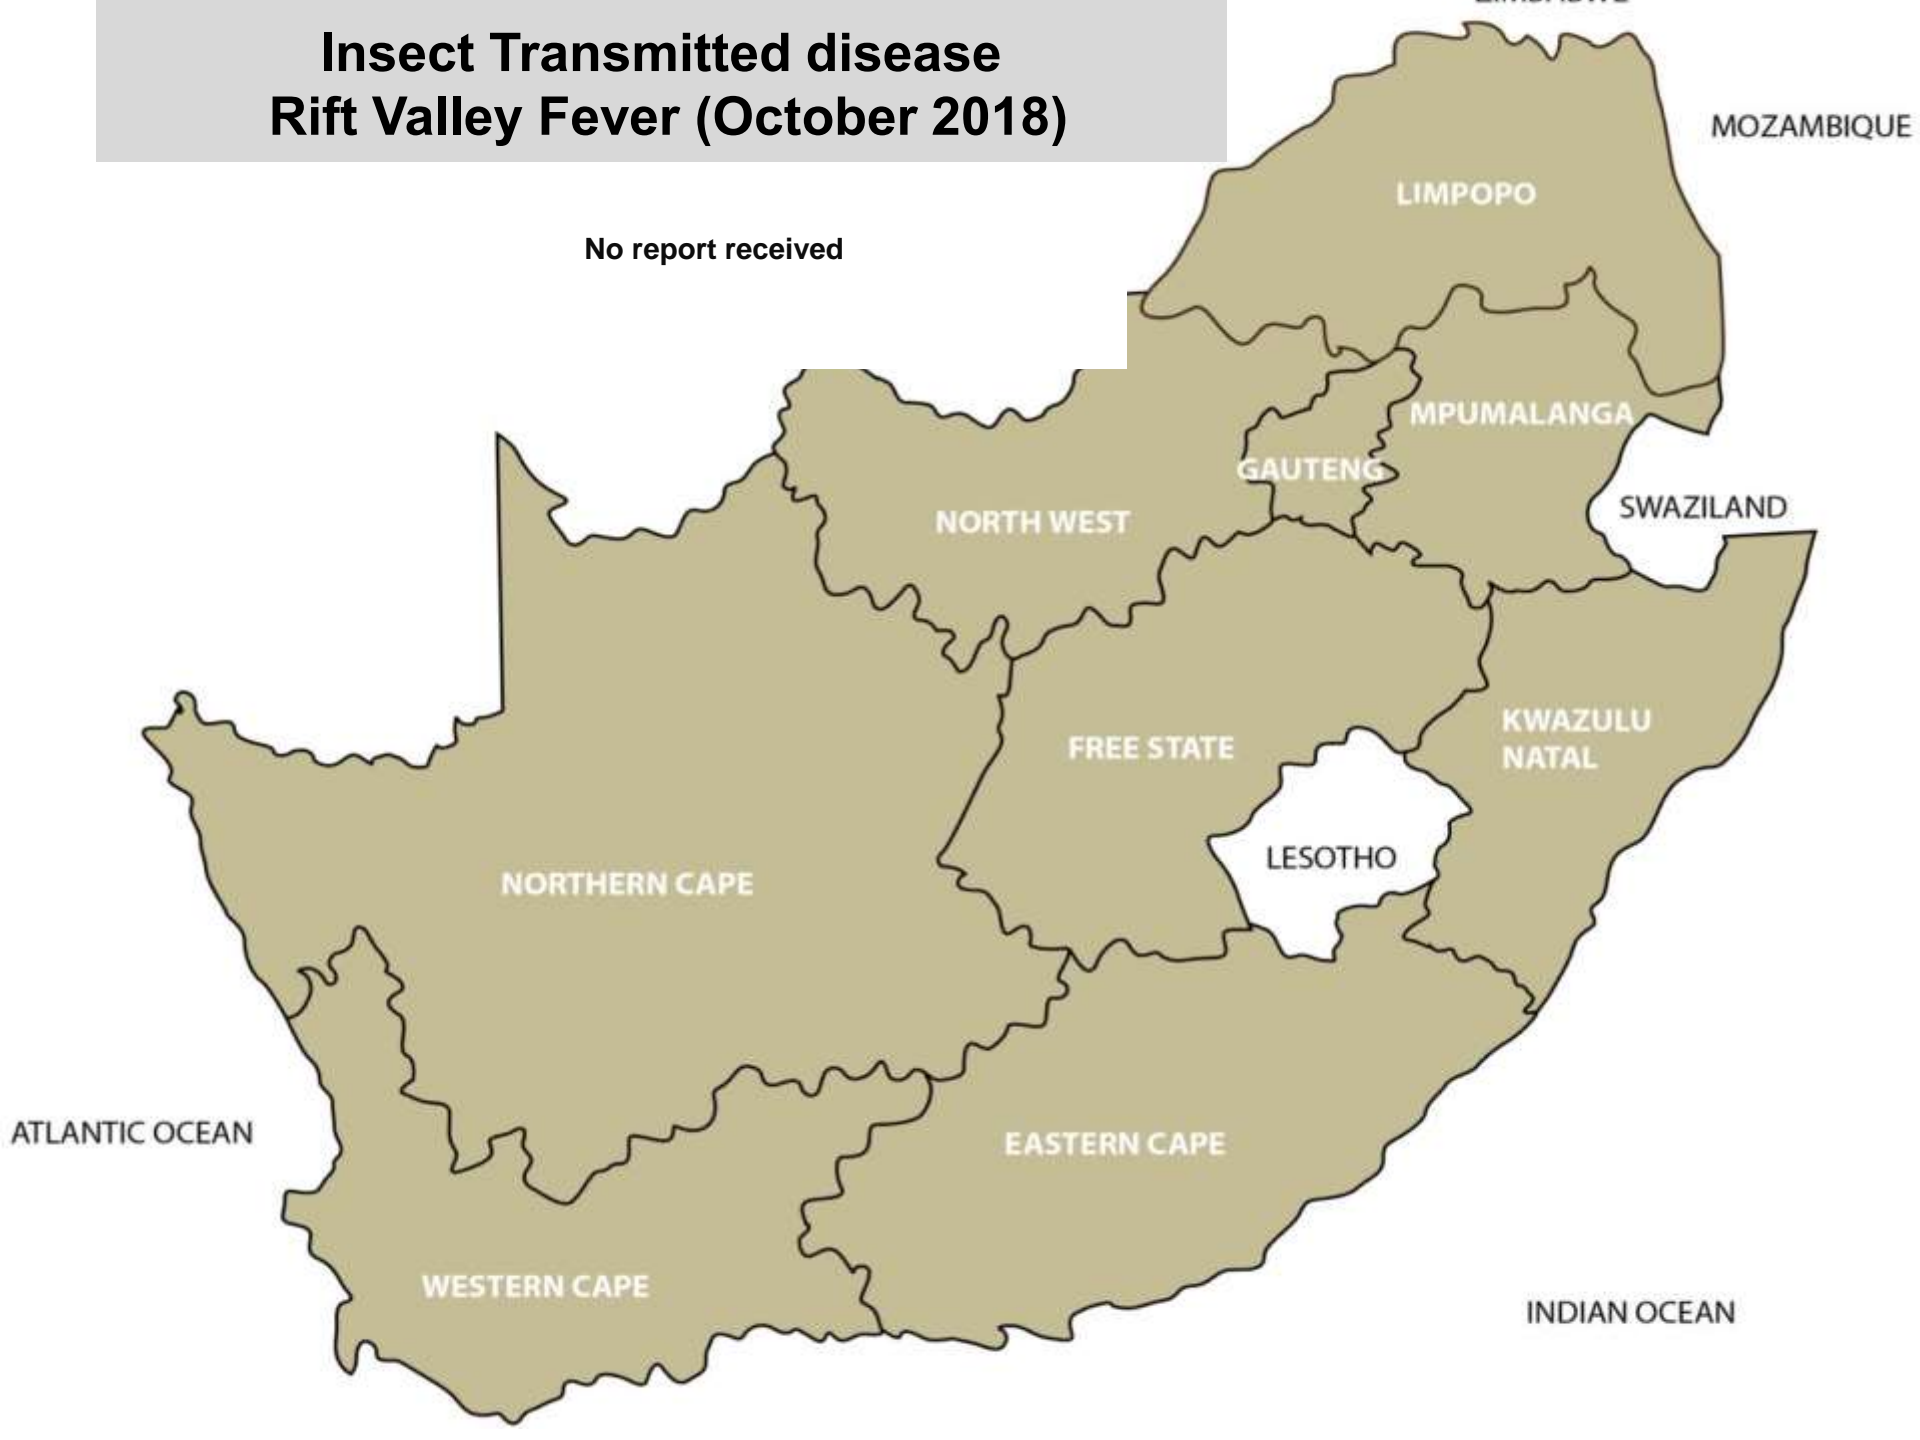 Insect Transmitted disease
Rift Valley Fever (October 2018)
MOZAMBIQUE
LIMPOPO
No report received
MPUMALANGA
GAUTENG
SWAZILAND
NORTH WEST
KWAZULU
NATAL
FREE STATE
LESOTHO
NORTHERN CAPE
ATLANTIC OCEAN
EASTERN CAPE
WESTERN CAPE
INDIAN OCEAN